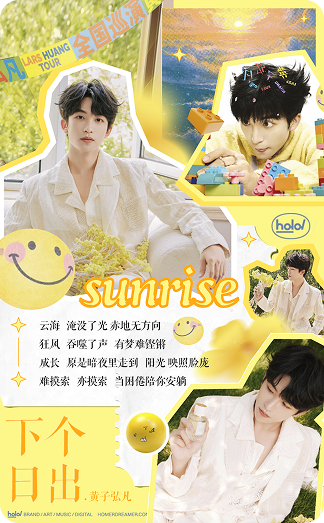 凡 LARS HUANG TOUR 全国巡演
holo!
sunrise
云海 淹没了光 赤地无方向
狂风 吞噬了声 有梦难铿锵
成长 原是暗夜里走到 阳光映照脸庞
难摸索 亦摸索 当困倦陪你安躺
下个
日出 . 黄子弘凡
holo! BRAND / ART / MUSIC / DIGITAL HOMERDREAMER.COM